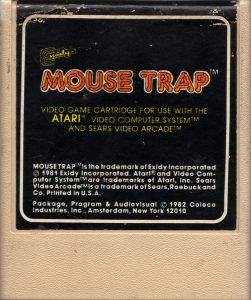 Exidy
MOUSE TRAP™
VIDEO GAME CARTRIDGE FOR USE WITH THE
ATARI® VIDEO COMPUTER SYSTEM™
AND SEARS VIDEO ARCADE™
MOUSE TRAP™ is the trademark of Exidy Incorporated
© 1981 Exidy Incorporated. Atari® and Video Com-
puter System™ are trademarks of Atari, Inc. Sears
Video Arcade™ is a trademark of Sears, Roebuck and
Co. Printed in U.S.A.
Package, Program & Audiovisual © 1982 Coleco
Industries, Inc., Amsterdam, New York 12010